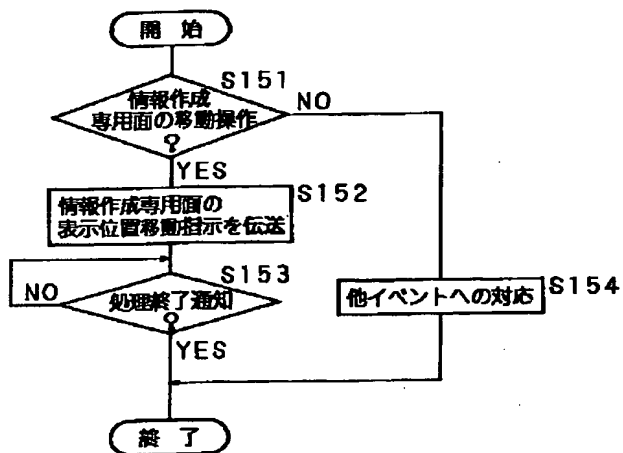 開 始
S151
情報作成
専用面の移動操作
?
NO
YES
S152
情報作成専用面の
表示位置移動指示を伝送
S153
処理終了通知
?
NO
YES
S154
他イベントへの対応
終 了